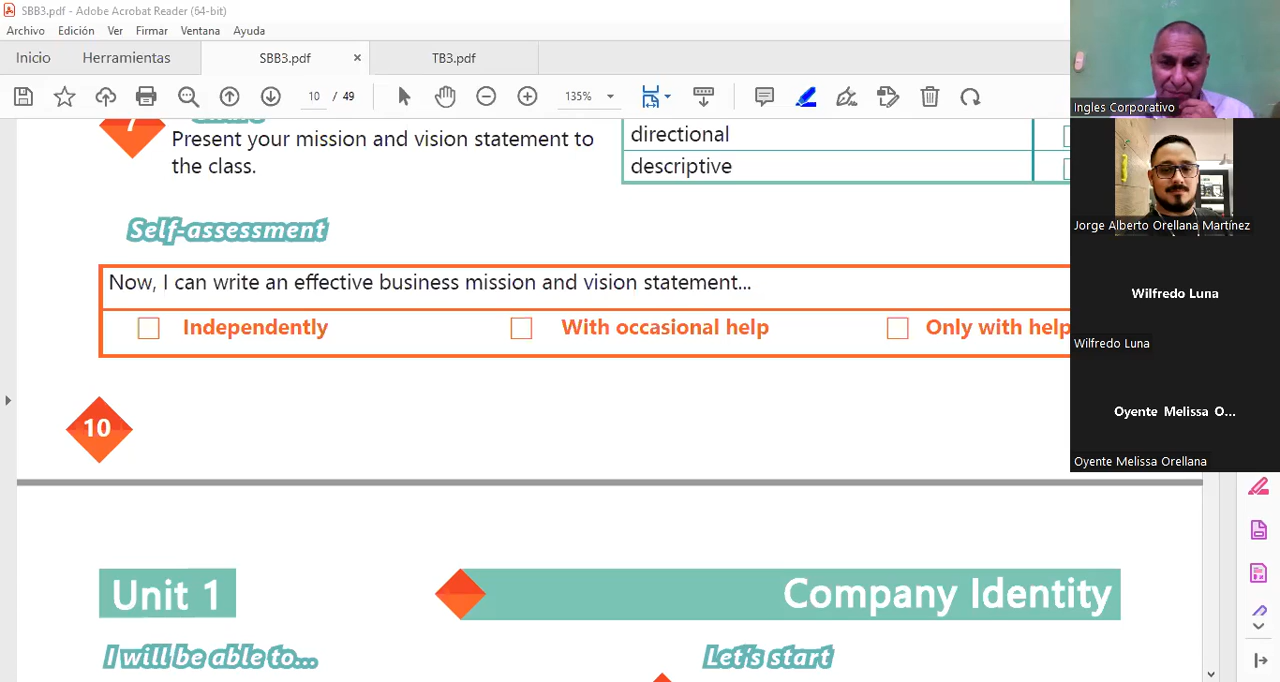 SBB3.pdf - Adobe Acrobat Reader (64-bit)
Archivo Edición Ver Firmar Ventana Ayuda
Inicio Herramientas SBB3.pdf × TB3.pdf
10 / 49 135%
7
Present your mission and vision statement to
the class.
directional
descriptive
Self-assessment
Now, I can write an effective business mission and vision statement...
Independently With occasional help Only with help
10
Unit 1 Company Identity
I will be able to... Let's start
Ingles Corporativo
Jorge Alberto Orellana Martínez
Wilfredo Luna
Wilfredo Luna
Oyente Melissa O...
Oyente Melissa Orellana